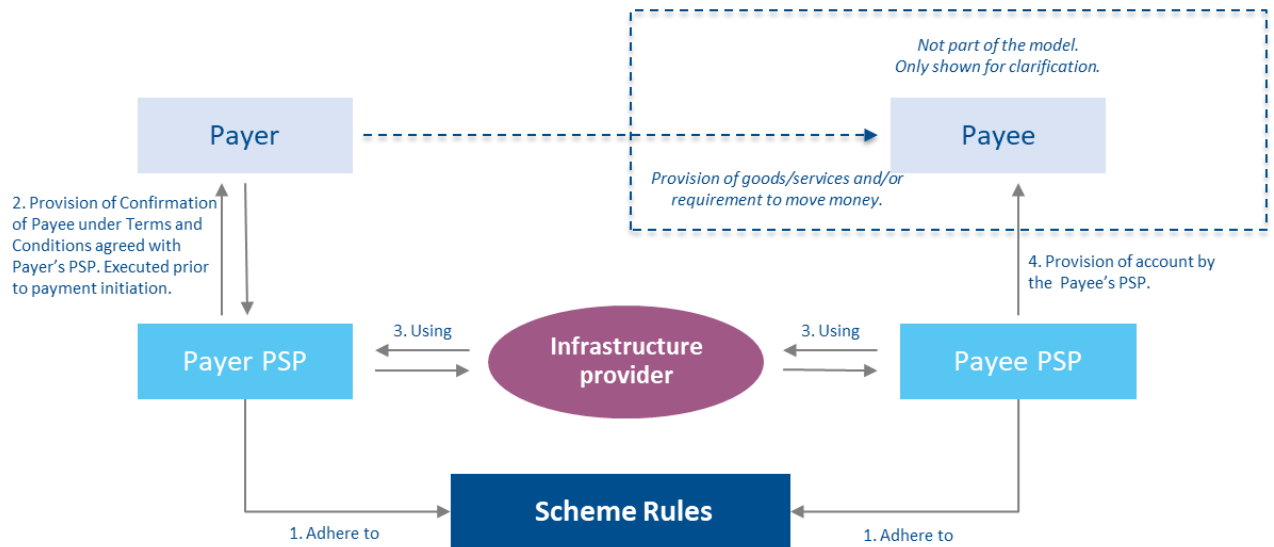 Not part of the model.
Only shown for clarification.
Payer
Payee
Provision of goods/services and/or
requirement to move money.
2. Provision of Confirmation
of Payee under Terms and
Conditions agreed with
Payer’s PSP. Executed prior
to payment initiation.
4. Provision of account by
the Payee’s PSP.
3. Using
3. Using
Payer PSP
Infrastructure
provider
Payee PSP
Scheme Rules
1. Adhere to
1. Adhere to